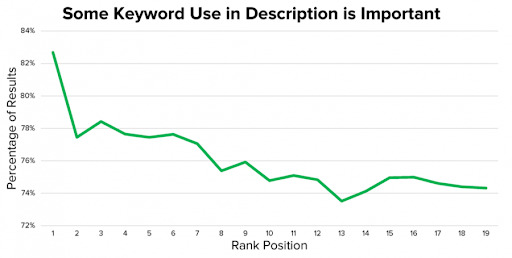 Some Keyword Use in Description is Important
Percentage of Results
84%
82%
80%
78%
76%
74%
72%
1 2 3 4 5 6 7 8 9 10 11 12 13 14 15 16 17 18 19
Rank Position